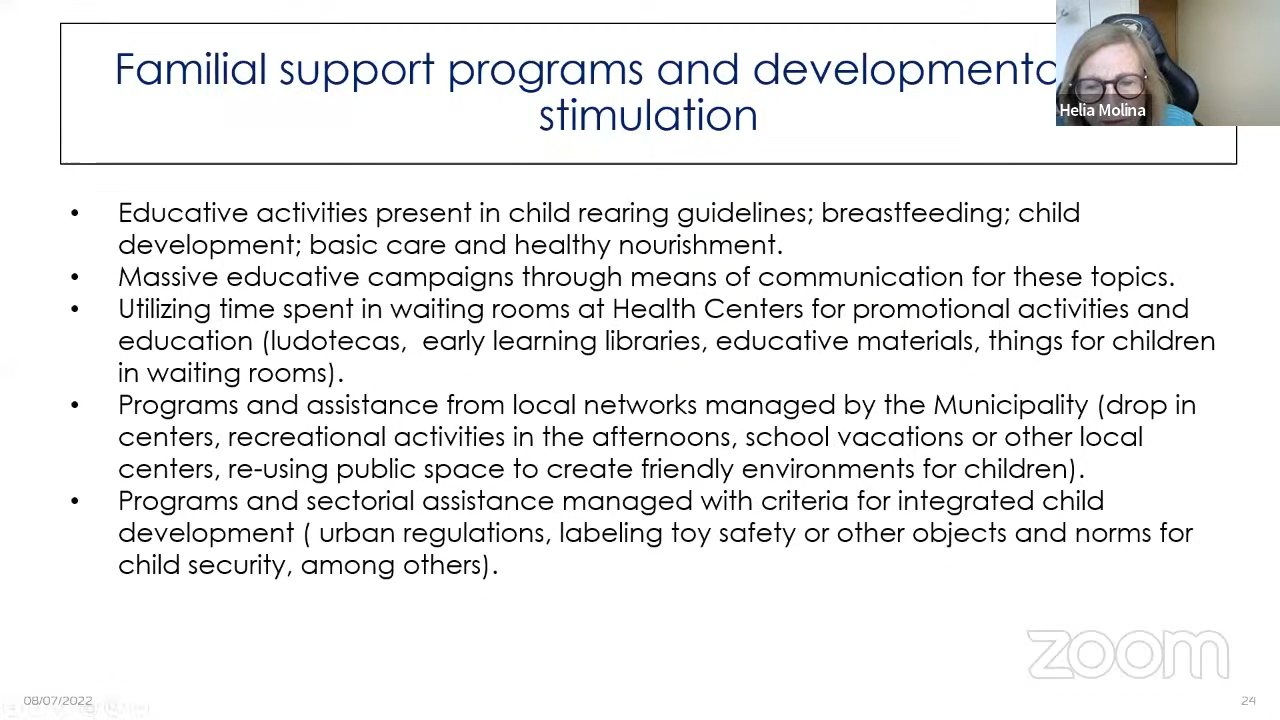 Familial support programs and
stimulation
Helia Molina
• Educative activities present in child rearing guidelines; breastfeeding; child
development; basic care and healthy nourishment.
• Massive educative campaigns through means of communication for these topics.
• Utilizing time spent in waiting rooms at Health Centers for promotional activities and
education (ludotecas, early learning libraries, educative materials, things for children
in waiting rooms).
• Programs and assistance from local networks managed by the Municipality (drop in
centers, recreational activities in the afternoons, school vacations or other local
centers, re-using public space to create friendly environments for children).
• Programs and sectorial assistance managed with criteria for integrated child
development ( urban regulations, labeling toy safety or other objects and norms for
child security, among others).
zoom
08/07/2022
24